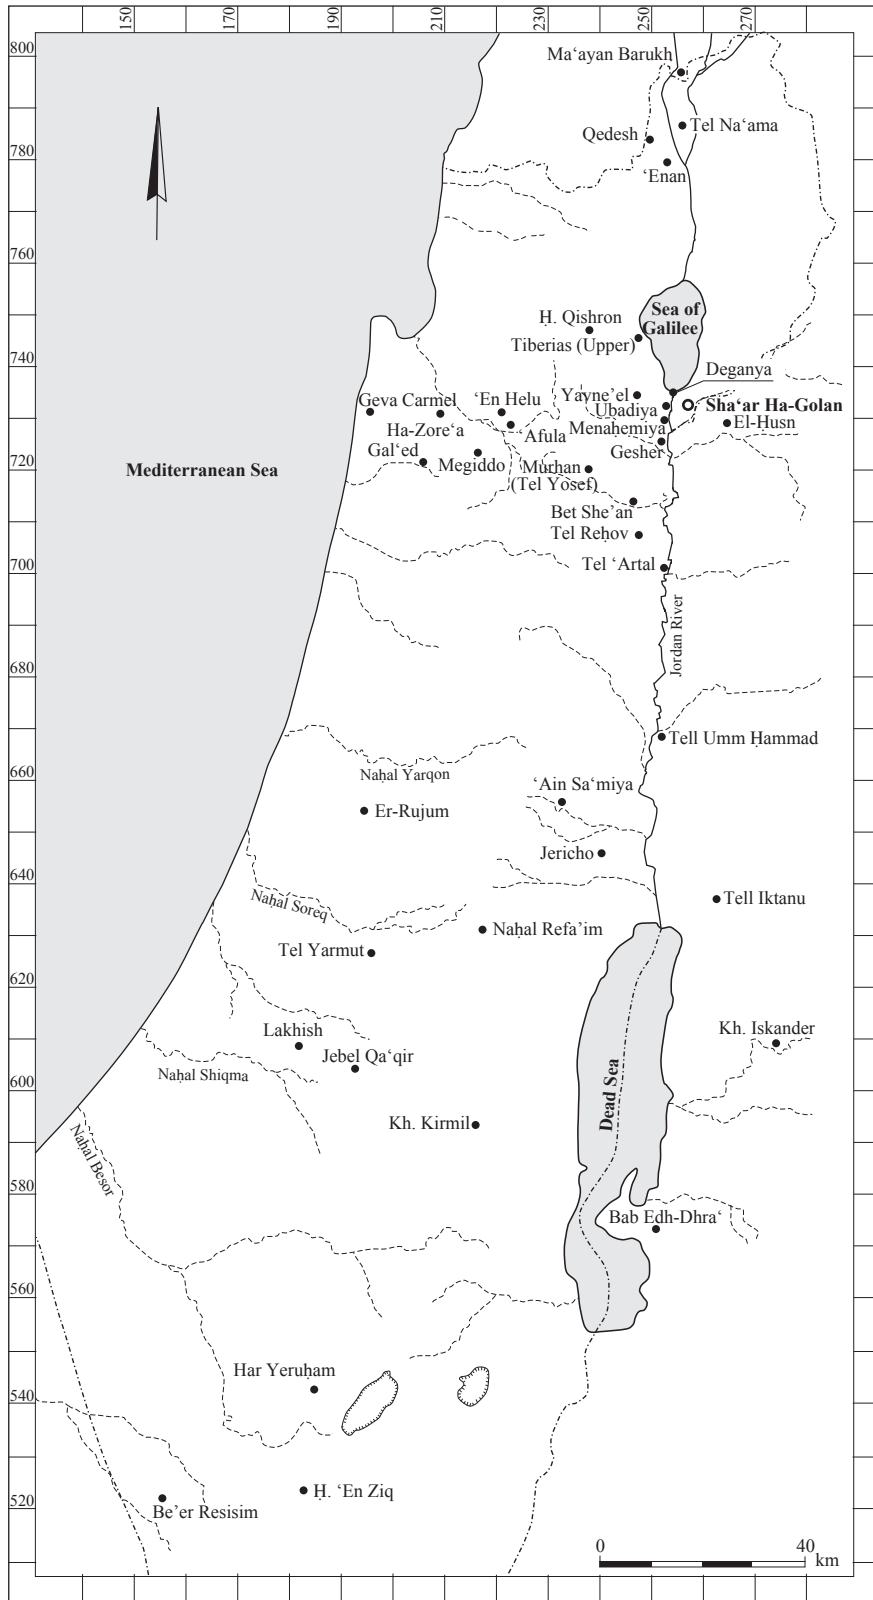 150
170
190
210
230
250
270
800
780
760
740
720
700
680
660
640
620
600
580
560
540
520
Ma‘ayan Barukh
Tel Na‘ama
Qedesh
‘Enan
Ḥ. Qishron
Sea of
Galilee
Tiberias (Upper)
Deganya
Yavne’el
‘En Helu
Geva Carmel
Ubadiya
Sha‘ar Ha-Golan
Menahemiya
El-Ḥusn
Ha-Zore‘a
‘Afula
Gesher
Gal‘ed
Megiddo
Murhan
(Tel Yosef)
Mediterranean Sea
Bet She’an
Tel Reḥov
Tel ‘Artal
Jordan River
Tell Umm Ḥammad
Naḥal Yarqon
‘Ain Sa‘miya
Er-Rujum
Jericho
Tell Iktanu
Naḥal Soreq
Naḥal Refa’im
Tel Yarmut
Lakhish
Kh. Iskander
Jebel Qa‘qir
Naḥal Shiqma
Dead Sea
Kh. Kirmil
Naḥal Besor
Bab Edh-Dhra‘
Har Yeruḥam
Ḥ. ‘En Ziq
Be’er Resisim
0
40
km